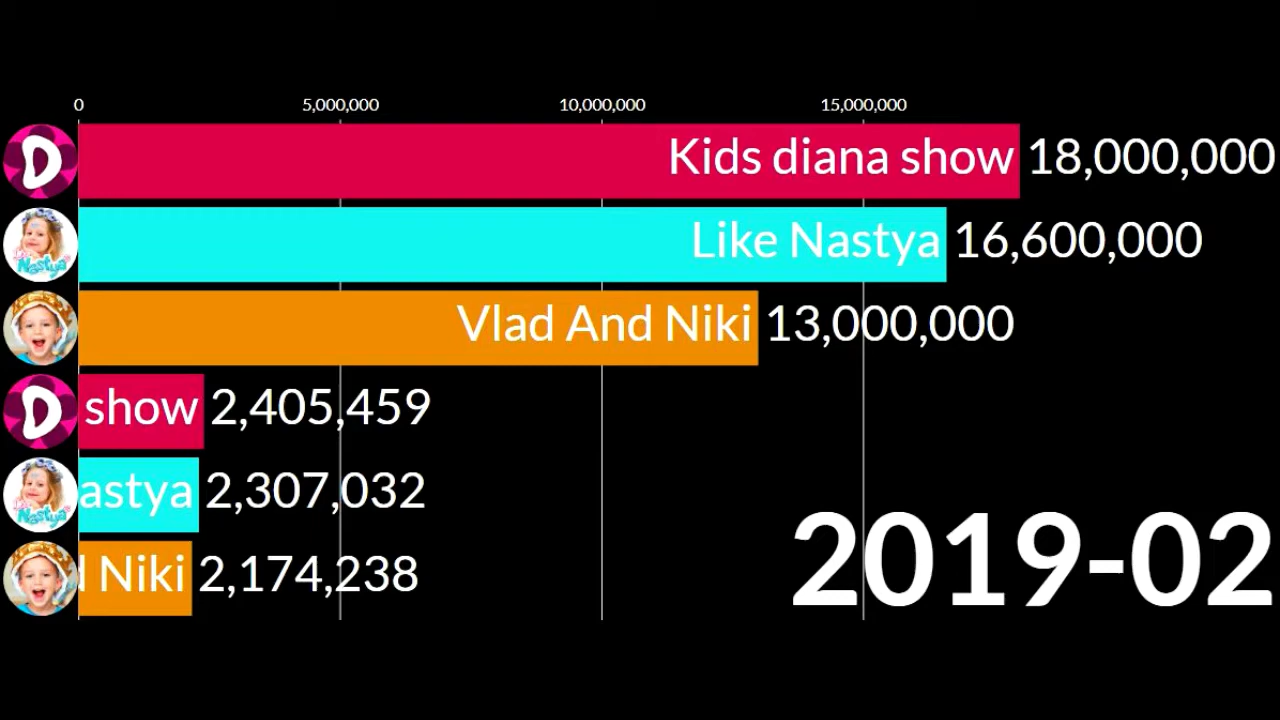 0 5,000,000 10,000,000 15,000,000
D Kids diana show 18,000,000
Like Nastya 16,600,000
Vlad And Niki 13,000,000
D show 2,405,459
astya 2,307,032
Niki 2,174,238
2019-02